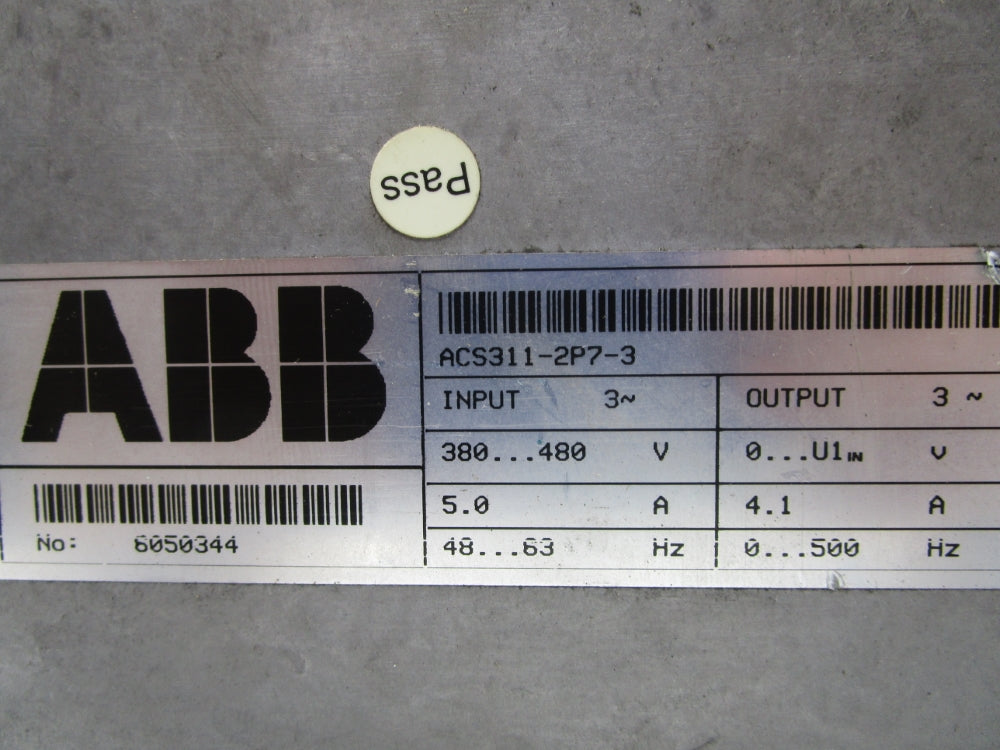 Pass
ABB
ACS311-2P7-3
INPUT 3~ OUTPUT 3 ~
380...480 V 0...U1IN V
5.0 A 4.1 A
48...63 Hz 0...500 Hz
No: 6050344